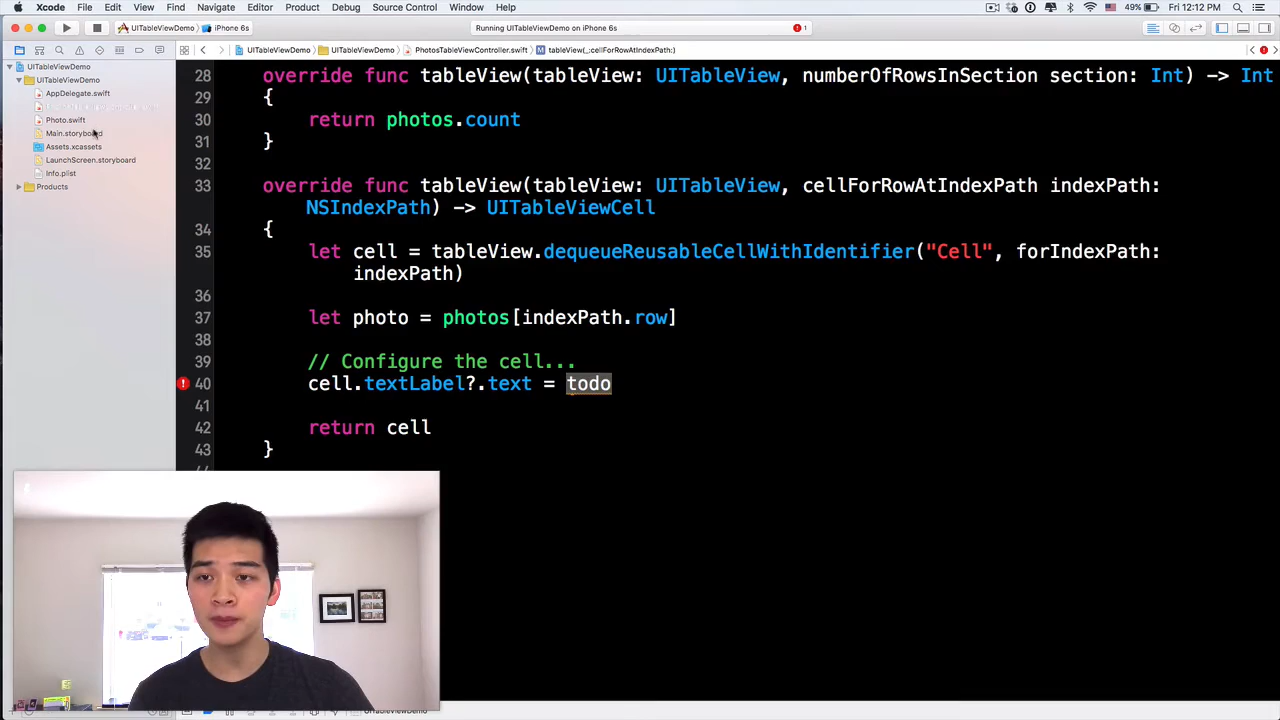 Xcode File Edit View Find Navigate Editor Product Debug Source Control Window Help 49% Fri 12:12 PM
UITableViewDemo iPhone 6s Running UITableViewDemo on iPhone 6s 1
UITableViewDemo UITableViewDemo PhotosTableViewController.swift M tableView(_:cellForRowAtIndexPath:)
UITableViewDemo
UITableViewDemo
AppDelegate.swift
Photo.swift
Main.storyboard
Assets.xcassets
LaunchScreen.storyboard
Info.plist
Products
28 override func tableView(tableView: UITableView, numberOfRowsInSection section: Int) -> Int
29 {
30 return photos.count
31 }
32
33 override func tableView(tableView: UITableView, cellForRowAtIndexPath indexPath:
NSIndexPath) -> UITableViewCell
34 {
35 let cell = tableView.dequeueReusableCellWithIdentifier("Cell", forIndexPath:
indexPath)
36
37 let photo = photos[indexPath.row]
38
39 // Configure the cell...
40 cell.textLabel?.text = todo
41
42 return cell
43 }
UITableViewDemo